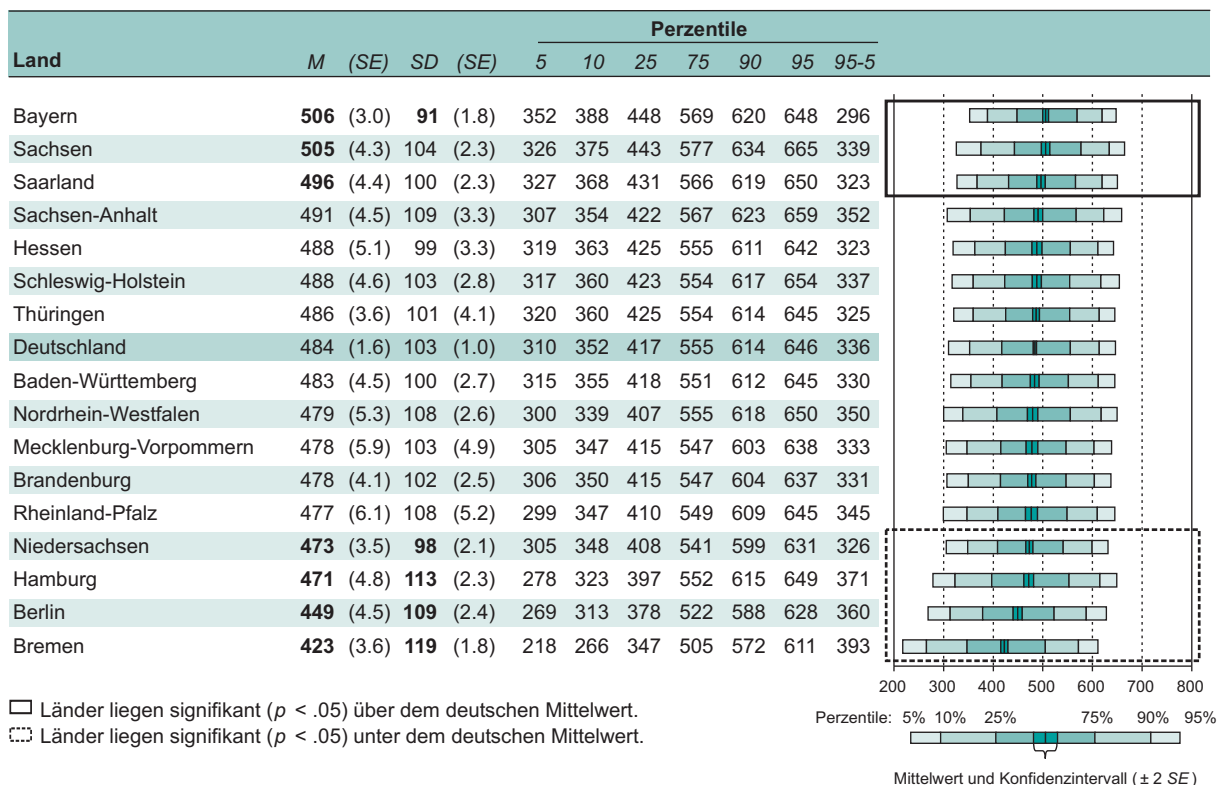 Perzentile
Land M (SE) SD (SE) 5 10 25 75 90 95 95-5
Bayern 506 (3.0) 91 (1.8) 352 388 448 569 620 648 296
Sachsen 505 (4.3) 104 (2.3) 326 375 443 577 634 665 339
Saarland 496 (4.4) 100 (2.3) 327 368 431 566 619 650 323
Sachsen-Anhalt 491 (4.5) 109 (3.3) 307 354 422 567 623 659 352
Hessen 488 (5.1) 99 (3.3) 319 363 425 555 611 642 323
Schleswig-Holstein 488 (4.6) 103 (2.8) 317 360 423 554 617 654 337
Thüringen 486 (3.6) 101 (4.1) 320 360 425 554 614 645 325
Deutschland 484 (1.6) 103 (1.0) 310 352 417 555 614 646 336
Baden-Württemberg 483 (4.5) 100 (2.7) 315 355 418 551 612 645 330
Nordrhein-Westfalen 479 (5.3) 108 (2.6) 300 339 407 555 618 650 350
Mecklenburg-Vorpommern 478 (5.9) 103 (4.9) 305 347 415 547 603 638 333
Brandenburg 478 (4.1) 102 (2.5) 306 350 415 547 604 637 331
Rheinland-Pfalz 477 (6.1) 108 (5.2) 299 347 410 549 609 645 345
Niedersachsen 473 (3.5) 98 (2.1) 305 348 408 541 599 631 326
Hamburg 471 (4.8) 113 (2.3) 278 323 397 552 615 649 371
Berlin 449 (4.5) 109 (2.4) 269 313 378 522 588 628 360
Bremen 423 (3.6) 119 (1.8) 218 266 347 505 572 611 393
200 300 400 500 600 700 800
Länder liegen signifikant (p < .05) über dem deutschen Mittelwert.
Länder liegen signifikant (p < .05) unter dem deutschen Mittelwert.
Perzentile: 5% 10% 25% 75% 90% 95%
Mittelwert und Konfidenzintervall (± 2 SE)